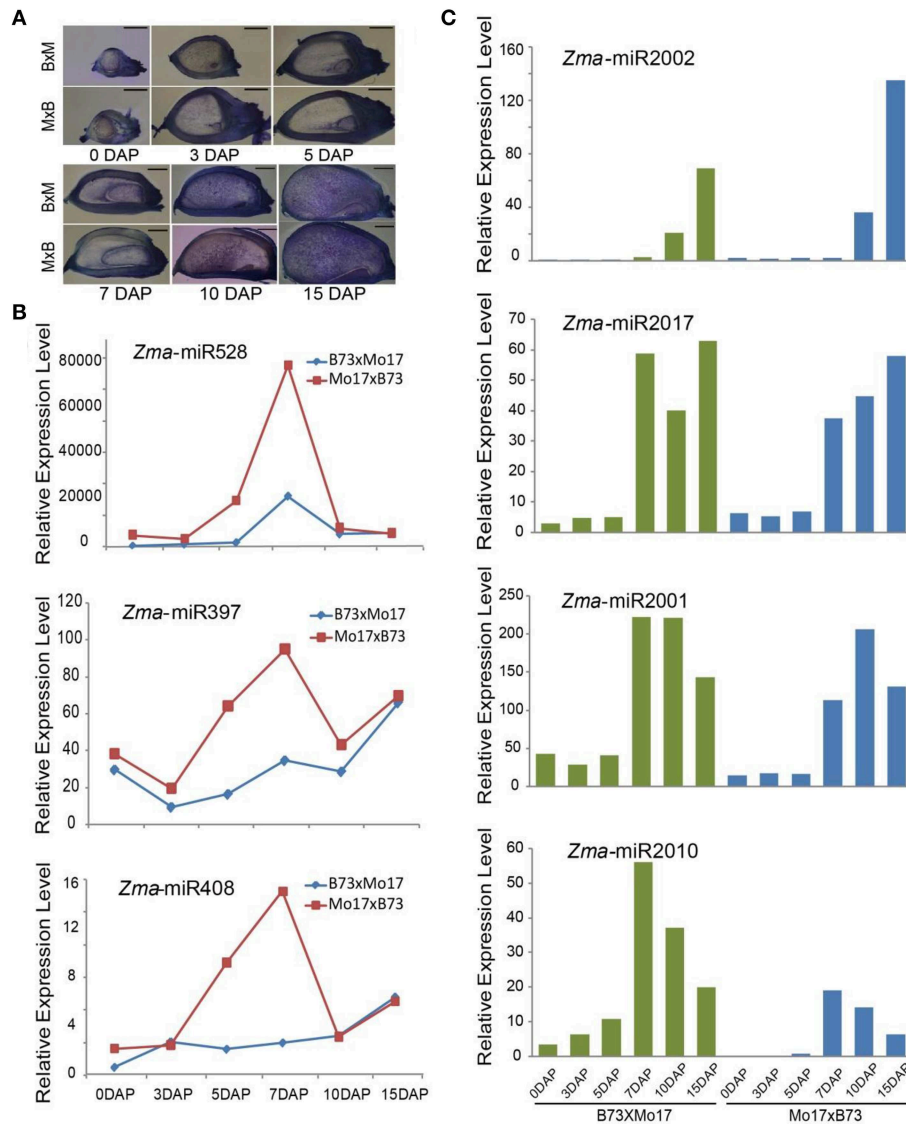 A
BxM
MxB
0 DAP 3 DAP 5 DAP
BxM
MxB
7 DAP 10 DAP 15 DAP
B
Relative Expression Level
Zma-miR528
B73xMo17
Mo17xB73
80000
60000
40000
20000
0
Relative Expression Level
Zma-miR397
B73xMo17
Mo17xB73
120
100
80
60
40
20
0
Relative Expression Level
Zma-miR408
B73xMo17
Mo17xB73
16
12
8
4
0
0DAP 3DAP 5DAP 7DAP 10DAP 15DAP
C
Relative Expression Level
Zma-miR2002
160
120
80
40
0
Relative Expression Level
Zma-miR2017
70
60
50
40
30
20
10
0
Relative Expression Level
Zma-miR2001
250
200
150
100
50
0
Relative Expression Level
Zma-miR2010
60
50
40
30
20
10
0
0DAP 3DAP 5DAP 7DAP 10DAP 15DAP 0DAP 3DAP 5DAP 7DAP 10DAP 15DAP
B73XMo17 Mo17xB73